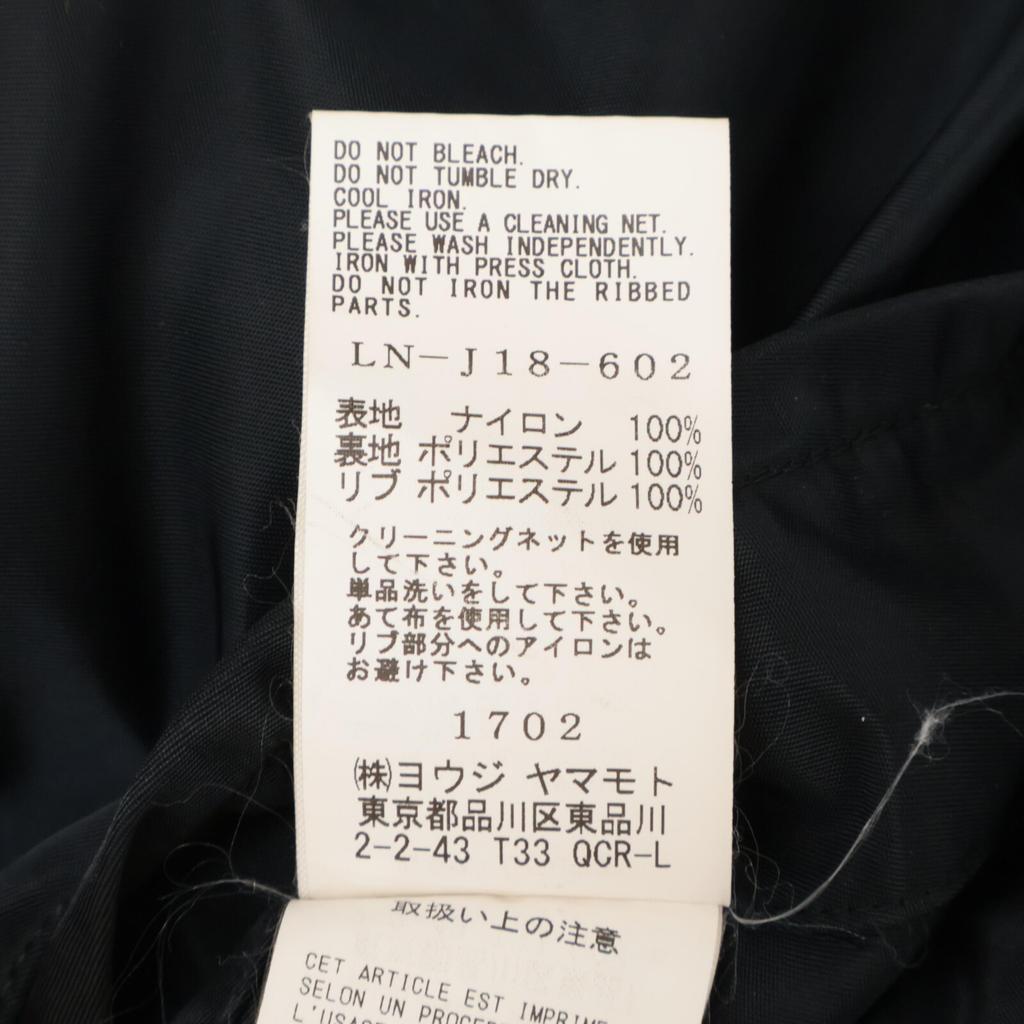 DO NOT BLEACH.
DO NOT TUMBLE DRY.
COOL IRON.
PLEASE USE A CLEANING NET.
PLEASE WASH INDEPENDENTLY.
IRON WITH PRESS CLOTH.
DO NOT IRON THE RIBBED
PARTS.
LN-J18-602
表地 ナイロン 100%
裏地 ポリエステル 100%
リブ ポリエステル 100%
クリーニングネットを使用
して下さい。
単品洗いをして下さい。
あて布を使用して下さい。
リブ部分へのアイロンは
お避け下さい。
1702
㈱ヨウジ ヤマモト
東京都品川区東品川
2-2-43 T33 QCR-L
取扱い上の注意
CET ARTICLE EST IMPRIME
SELON UN